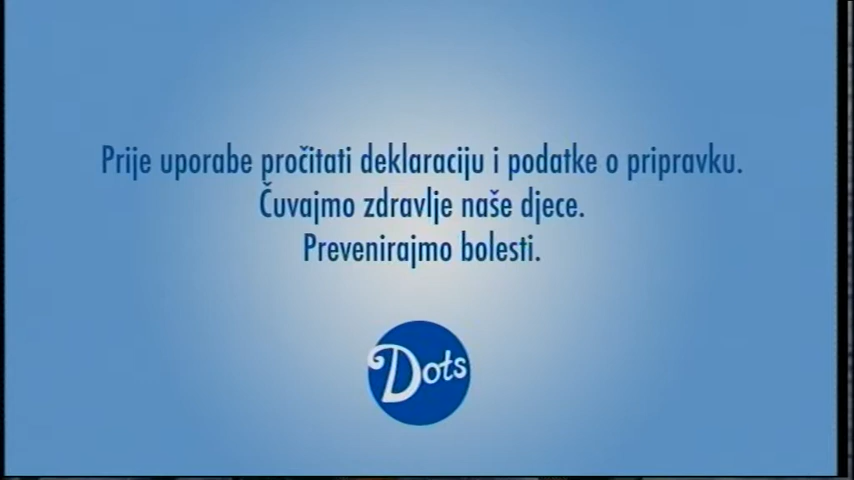 Prije uporabe pročitati deklaraciju i podatke o pripravku.
Čuvajmo zdravlje naše djece.
Prevenirajmo bolesti.
Dots